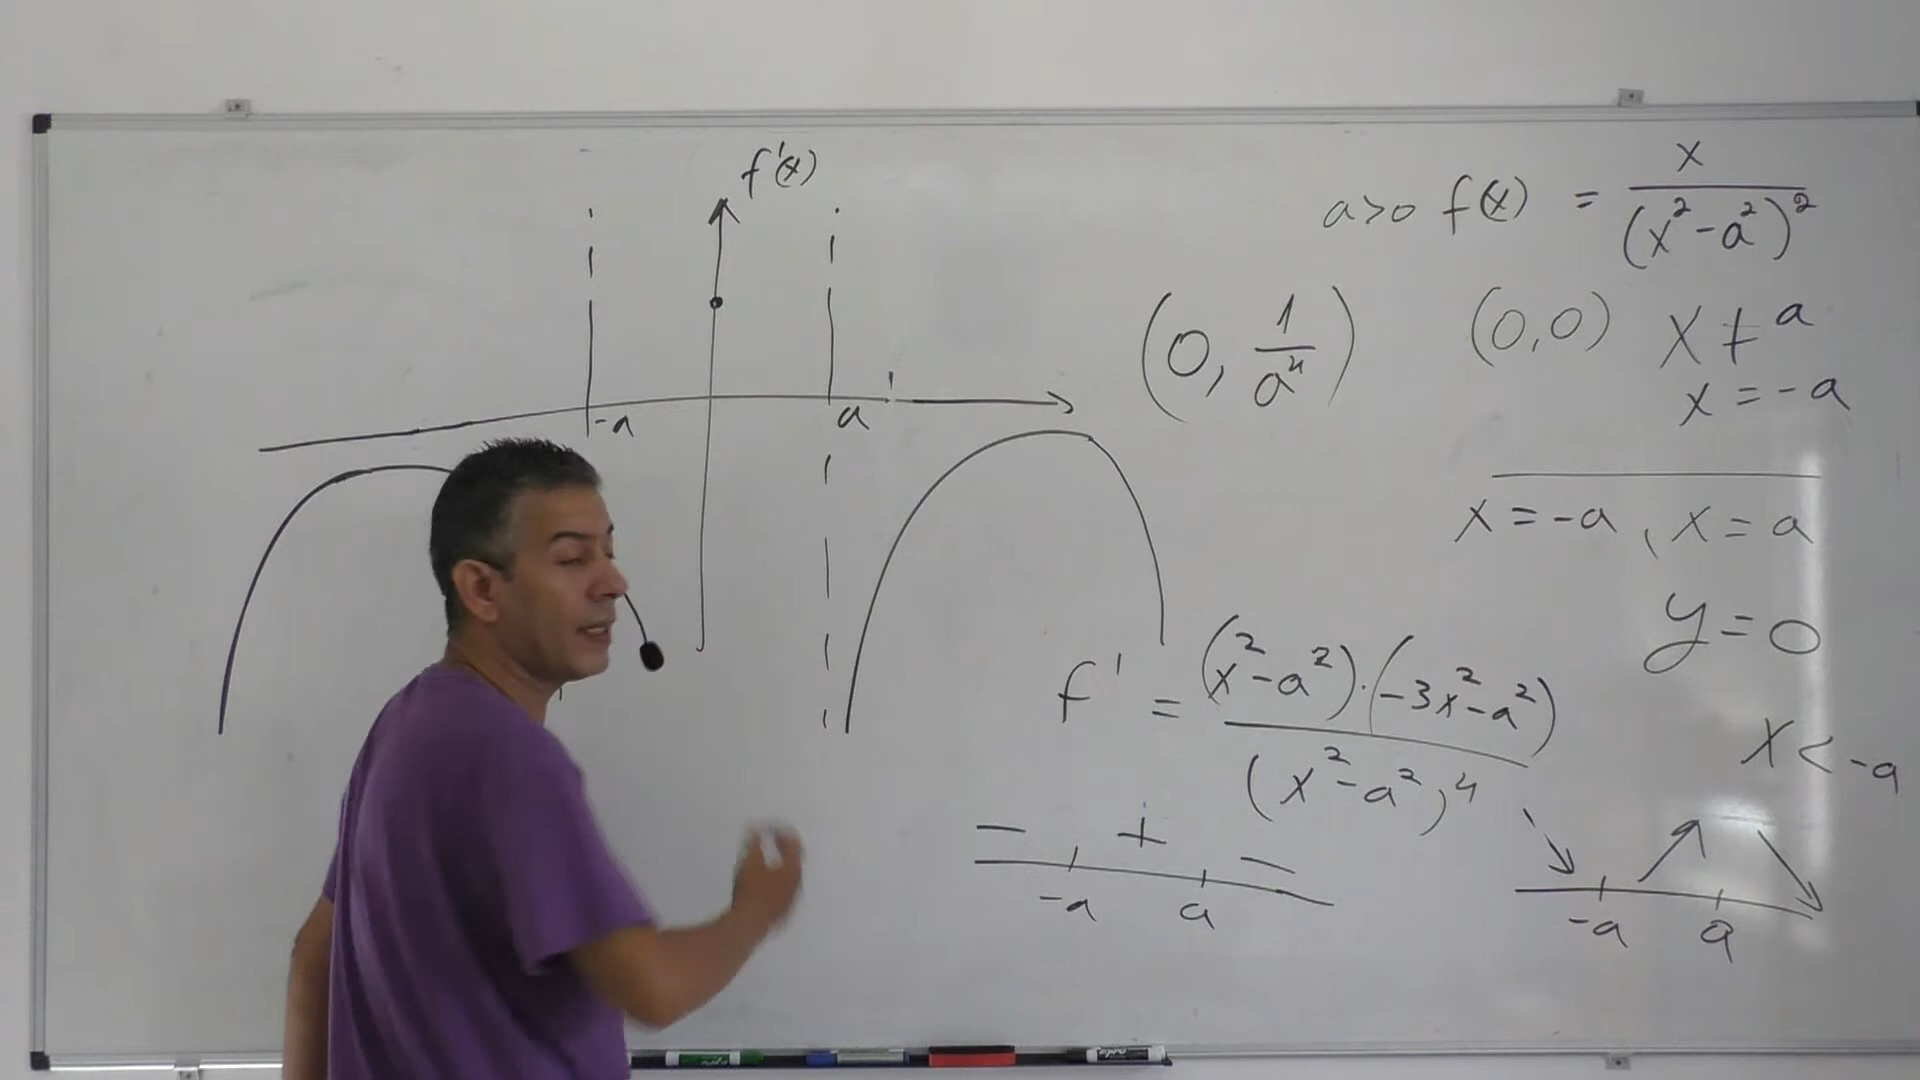 f'(x)
-a
a
a>0 f(x) = x / (x² - a²)²
(0, 1/a⁴)
(0,0)
x ≠ a
x = -a
x = -a , x = a
y = 0
f' = (x² - a²) · (-3x² - a²) / (x² - a²)⁴
x < -a
- + -
-a a
-a a